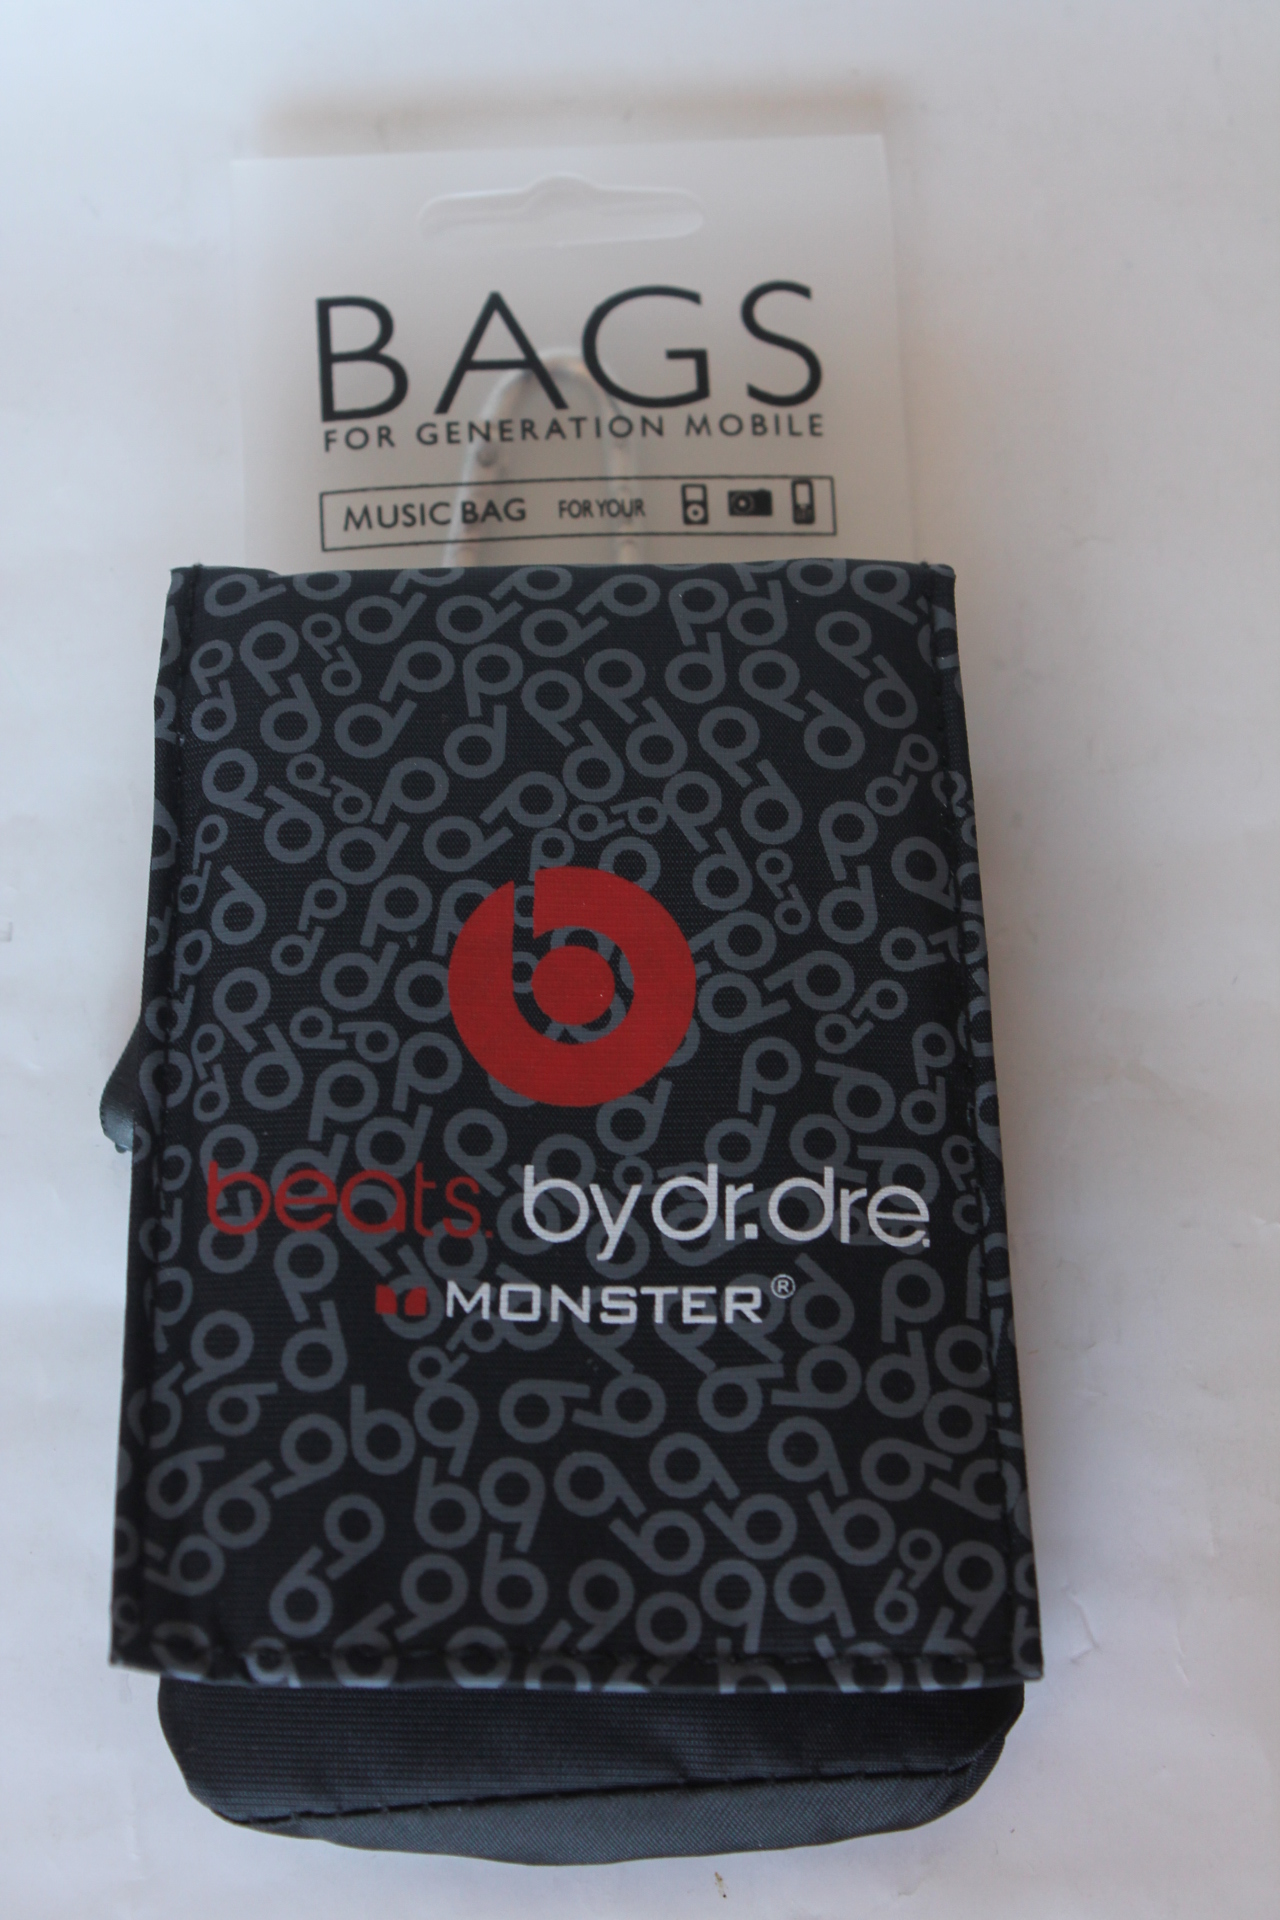 BAGS
FOR GENERATION MOBILE
MUSIC BAG FOR YOUR
b
beats. by dr. dre.
MONSTER®